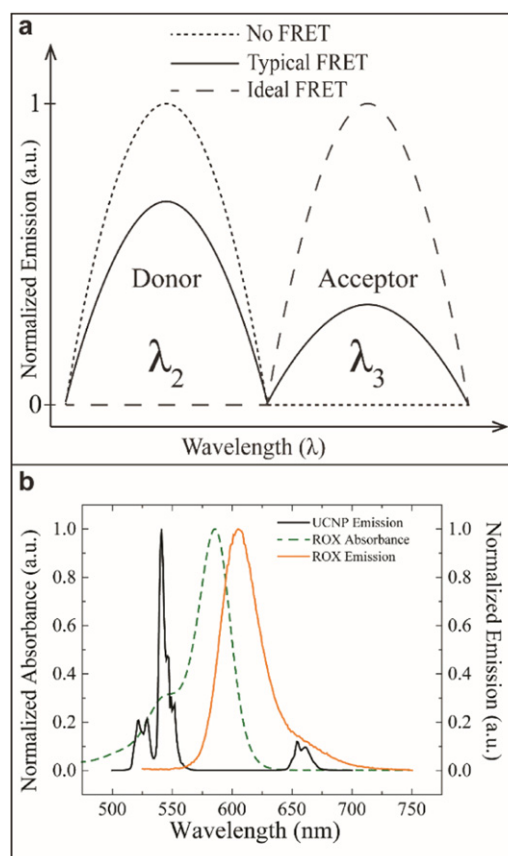 a
No FRET
Typical FRET
Ideal FRET
Normalized Emission (a.u.)
1
0
Donor
λ2
Acceptor
λ3
Wavelength (λ)
b
UCNP Emission
ROX Absorbance
ROX Emission
Normalized Absorbance (a.u.)
1.0
0.8
0.6
0.4
0.2
0.0
1.0
0.8
0.6
0.4
0.2
0.0
Normalized Emission (a.u.)
500 550 600 650 700 750
Wavelength (nm)